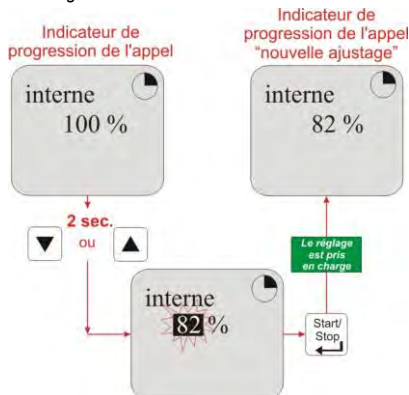 Indicateur de
progression de l'appel
interne
100 %
2 sec.
ou
interne
82 %
Start/
Stop
Le réglage
est pris
en charge
Indicateur de
progression de l'appel
"nouvelle ajustage"
interne
82 %